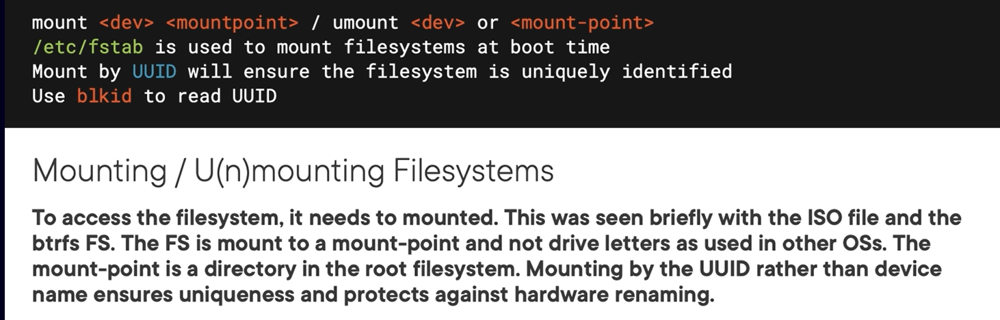 mount <dev> <mountpoint> / umount <dev> or <mount-point>
/etc/fstab is used to mount filesystems at boot time
Mount by UUID will ensure the filesystem is uniquely identified
Use blkid to read UUID
Mounting / U(n)mounting Filesystems
To access the filesystem, it needs to mounted. This was seen briefly with the ISO file and the
btrfs FS. The FS is mount to a mount-point and not drive letters as used in other OSs. The
mount-point is a directory in the root filesystem. Mounting by the UUID rather than device
name ensures uniqueness and protects against hardware renaming.